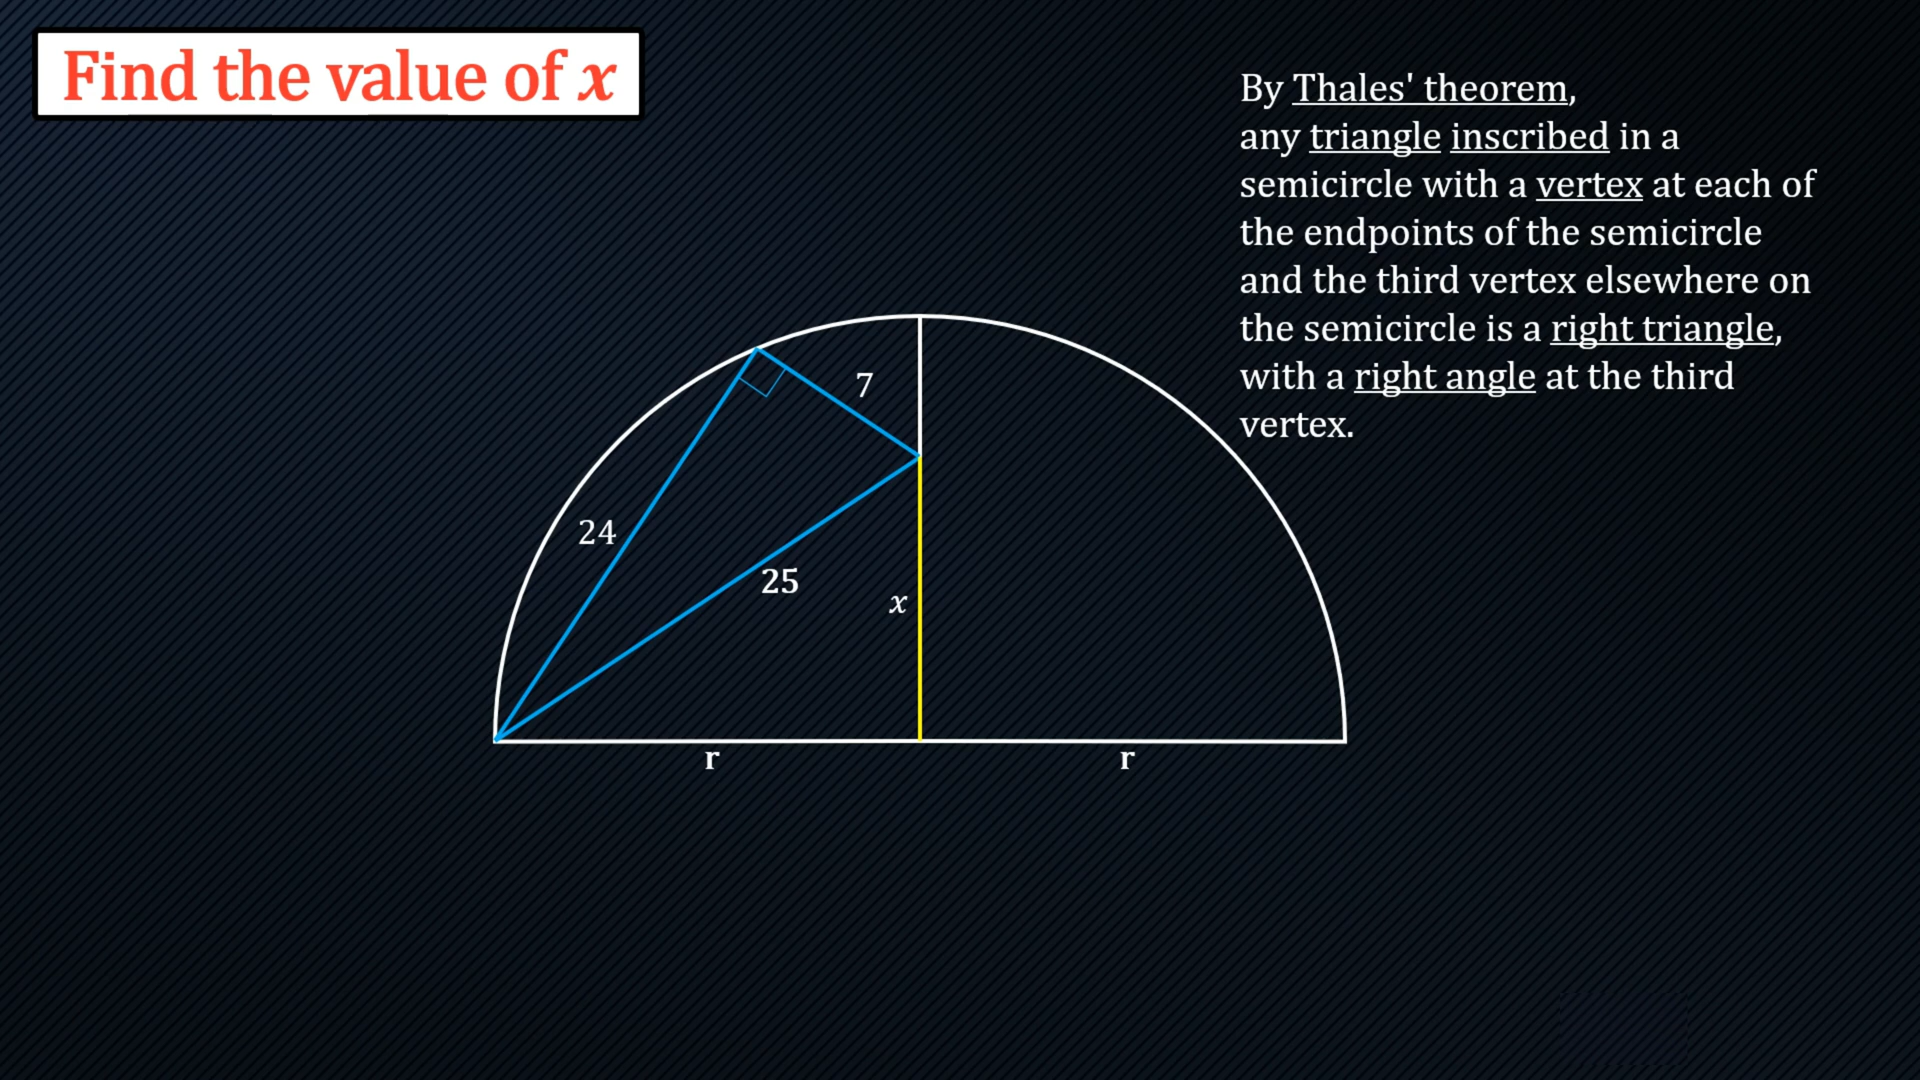 Find the value of x
By Thales' theorem,
any triangle inscribed in a
semicircle with a vertex at each of
the endpoints of the semicircle
and the third vertex elsewhere on
the semicircle is a right triangle,
with a right angle at the third
vertex.
7
24
25
x
r
r